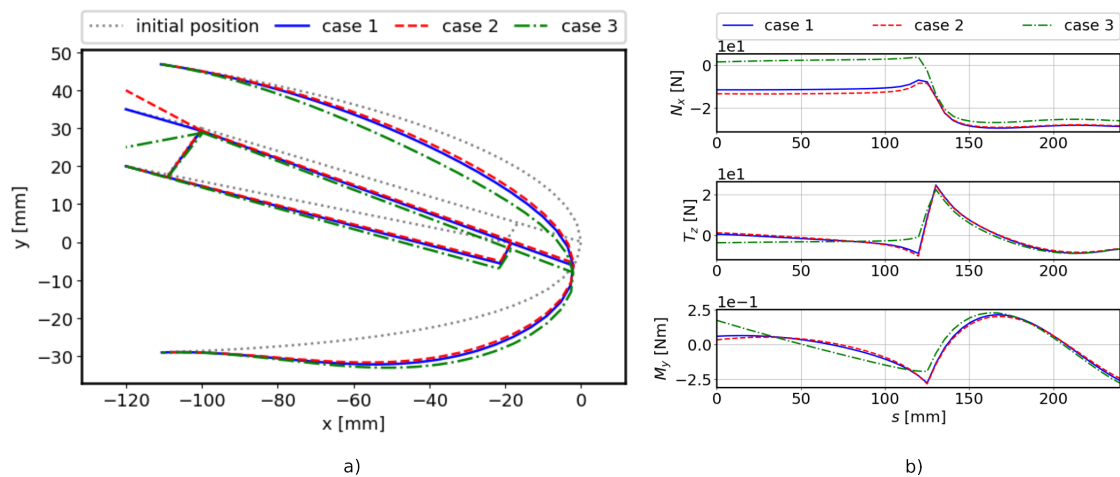 initial position case 1 case 2 case 3
50
40
30
20
10
0
−10
−20
−30
y [mm]
−120 −100 −80 −60 −40 −20 0
x [mm]
a)
case 1 case 2 case 3
1e1
0
−2
Nx [N]
0 50 100 150 200
1e1
2
0
Tz [N]
0 50 100 150 200
1e−1
2.5
0.0
−2.5
My [Nm]
0 50 100 150 200
s [mm]
b)